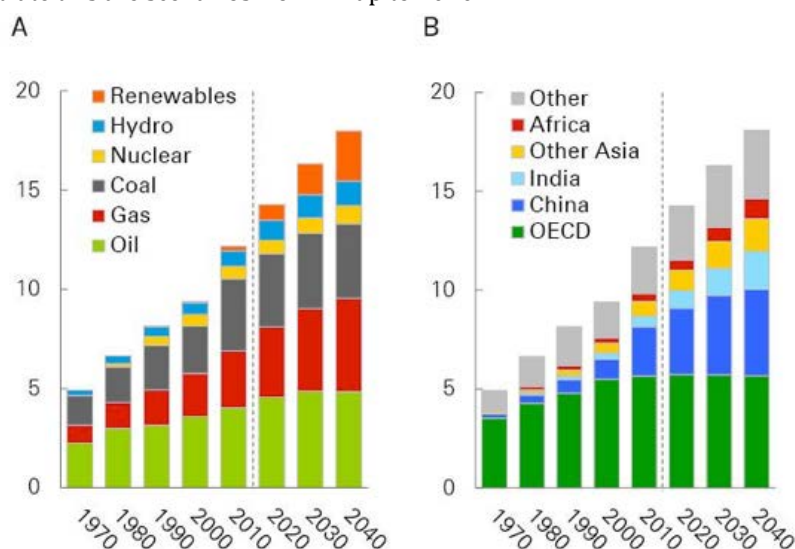 A
20
15
10
5
0
Renewables
Hydro
Nuclear
Coal
Gas
Oil
1970
1980
1990
2000
2010
2020
2030
2040
B
20
15
10
5
0
Other
Africa
Other Asia
India
China
OECD
1970
1980
1990
2000
2010
2020
2030
2040